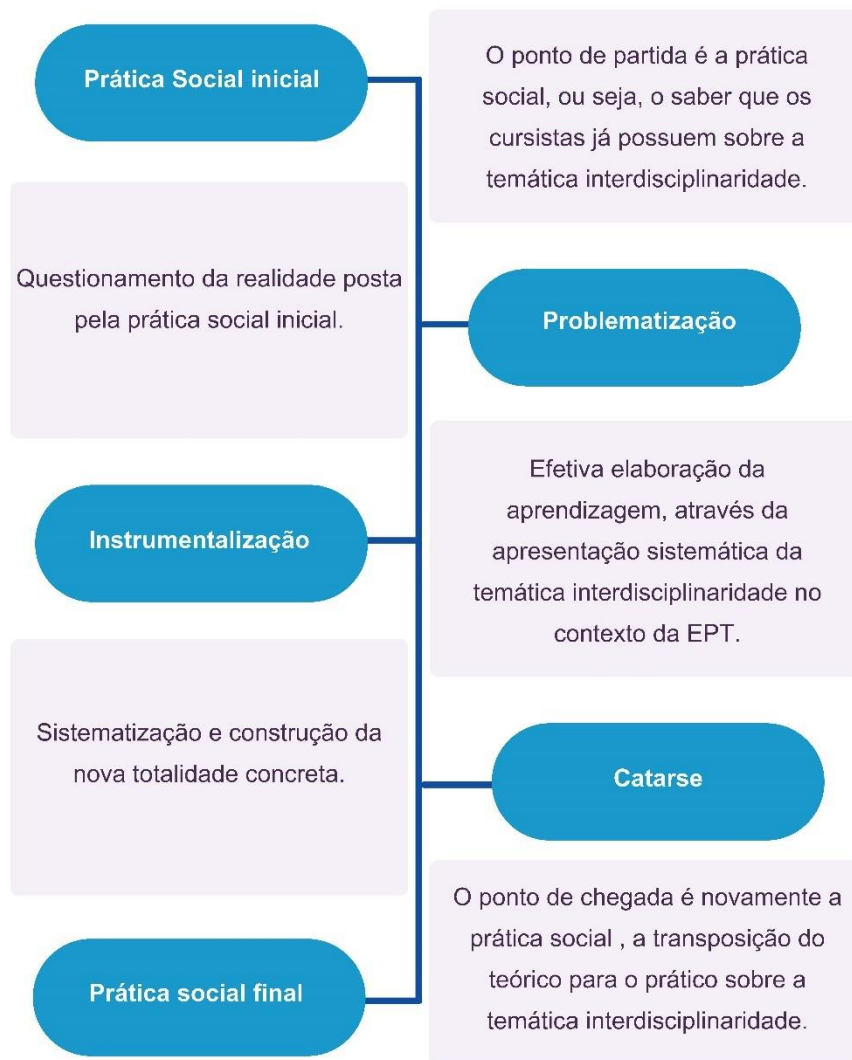 Prática Social inicial
O ponto de partida é a prática
social, ou seja, o saber que os
cursistas já possuem sobre a
temática interdisciplinaridade.
Questionamento da realidade posta
pela prática social inicial.
Problematização
Instrumentalização
Efetiva elaboração da
aprendizagem, através da
apresentação sistemática da
temática interdisciplinaridade no
contexto da EPT.
Sistematização e construção da
nova totalidade concreta.
Catarse
Prática social final
O ponto de chegada é novamente a
prática social , a transposição do
teórico para o prático sobre a
temática interdisciplinaridade.